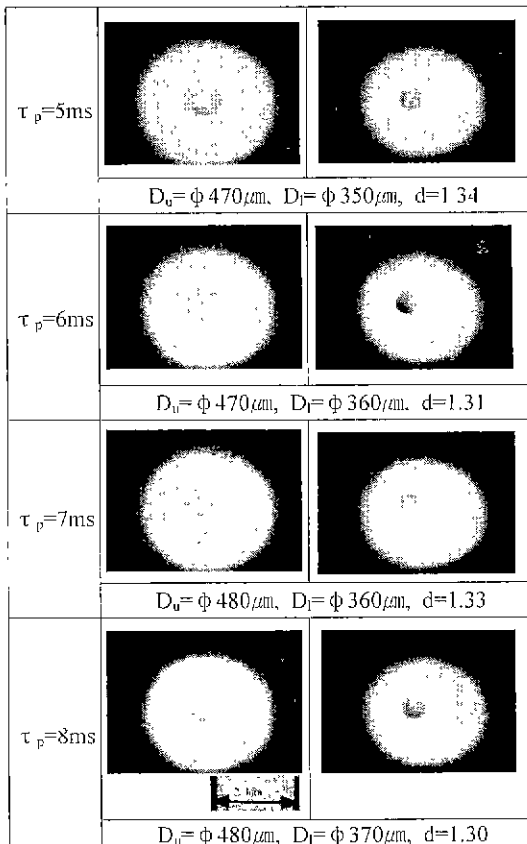 τ p=5ms
Du= ϕ 470μm, Dl= ϕ 350μm, d=1 34
τ p=6ms
Du= ϕ 470μm, Dl= ϕ 360μm, d=1.31
τ p=7ms
Du= ϕ 480μm, Dl= ϕ 360μm, d=1.33
τ p=8ms
Du= ϕ 480μm, Dl= ϕ 370μm, d=1.30